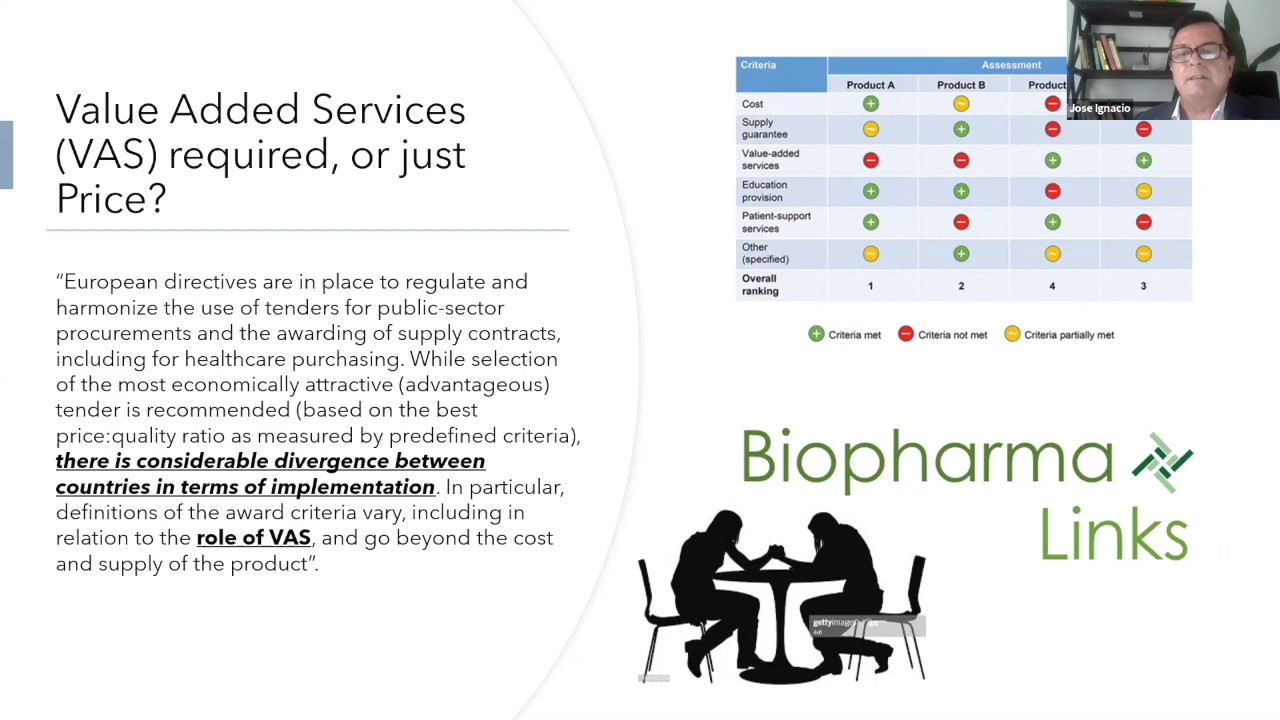 Value Added Services
(VAS) required, or just
Price?
“European directives are in place to regulate and
harmonize the use of tenders for public-sector
procurements and the awarding of supply contracts,
including for healthcare purchasing. While selection
of the most economically attractive (advantageous)
tender is recommended (based on the best
price:quality ratio as measured by predefined criteria),
there is considerable divergence between
countries in terms of implementation. In particular,
definitions of the award criteria vary, including in
relation to the role of VAS, and go beyond the cost
and supply of the product”.
Criteria Assessment
Product A Product B Product
Cost
Supply
guarantee
Value-added
services
Education
provision
Patient-support
services
Other
(specified)
Overall
ranking 1 2 4 3
Criteria met Criteria not met Criteria partially met
Jose Ignacio
Biopharma
Links
gettyimages